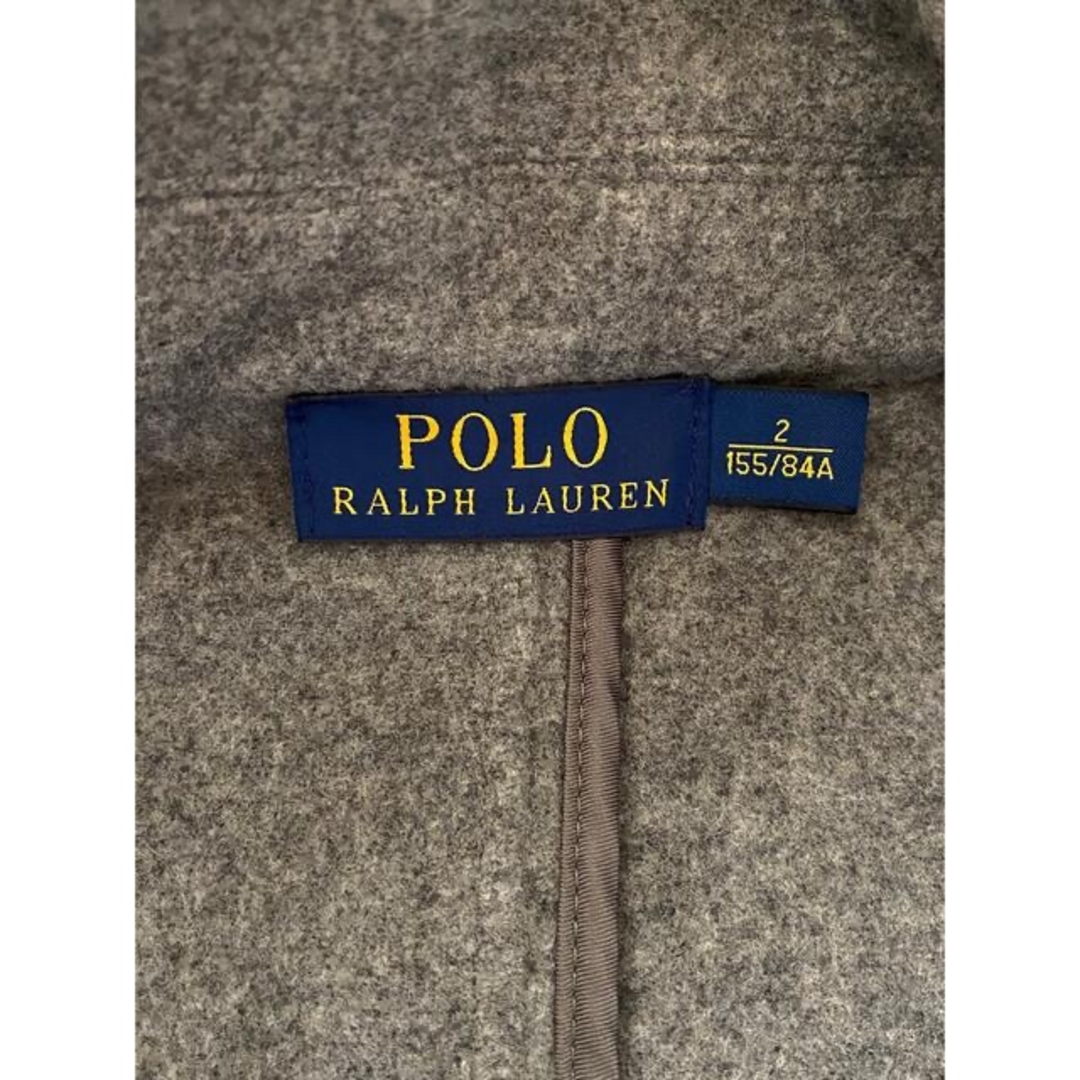 POLO
RALPH LAUREN
2
155/84A